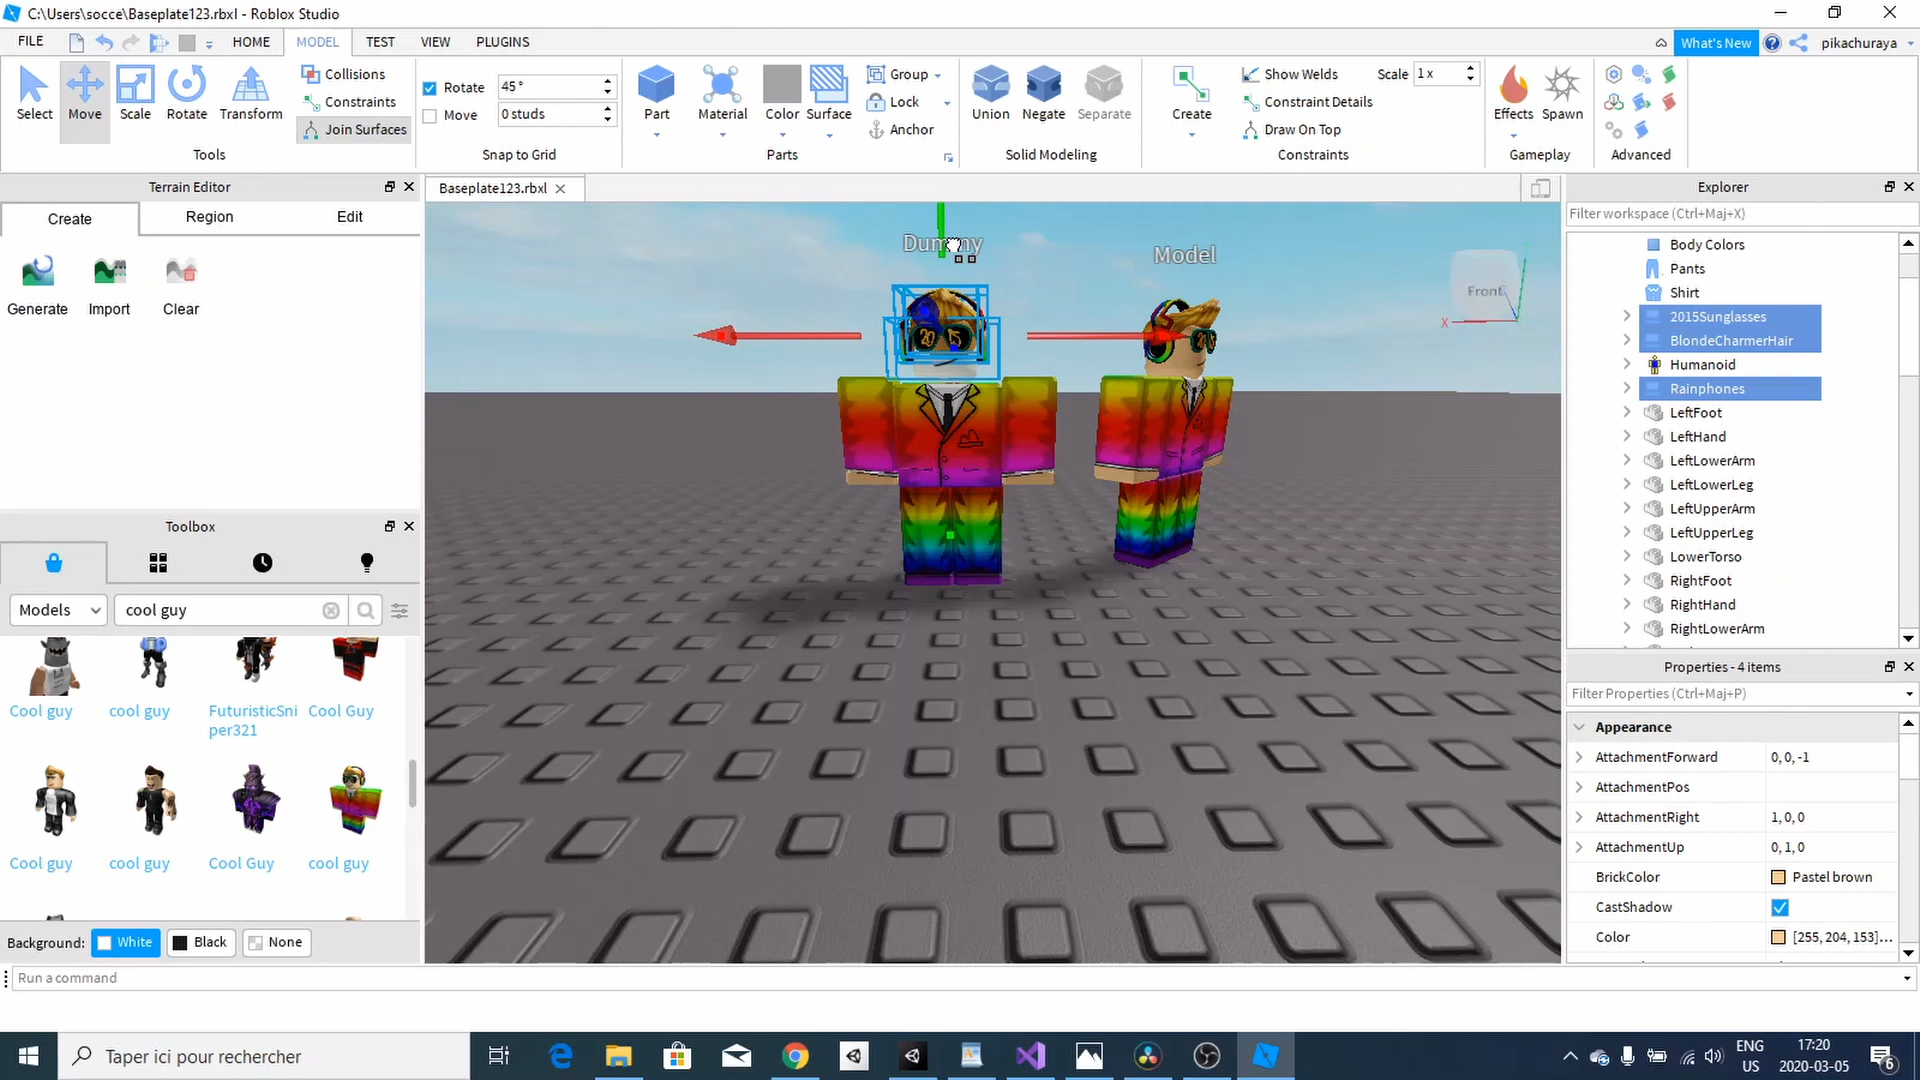 C:\Users\socce\Baseplate123.rbxl - Roblox Studio
FILE HOME MODEL TEST VIEW PLUGINS What's New pikachuraya
Select Move Scale Rotate Transform
Collisions
Constraints
Join Surfaces
Tools
Rotate 45 °
Move 0 studs
Snap to Grid
Part Material Color Surface
Group
Lock
Anchor
Parts
Union Negate Separate
Solid Modeling
Create
Show Welds Scale 1 x
Constraint Details
Draw On Top
Constraints
Effects Spawn
Gameplay
Advanced
Terrain Editor
Create Region Edit
Generate Import Clear
Toolbox
Models cool guy
Cool guy cool guy FuturisticSni Cool Guy
per321
Cool guy cool guy Cool Guy cool guy
Background: White Black None
Baseplate123.rbxl
Dummy
Model
Front
X
20 15
Explorer
Filter workspace (Ctrl+Maj+X)
Body Colors
Pants
Shirt
2015Sunglasses
BlondeCharmerHair
Humanoid
Rainphones
LeftFoot
LeftHand
LeftLowerArm
LeftLowerLeg
LeftUpperArm
LeftUpperLeg
LowerTorso
RightFoot
RightHand
RightLowerArm
Properties - 4 items
Filter Properties (Ctrl+Maj+P)
Appearance
AttachmentForward 0, 0, -1
AttachmentPos
AttachmentRight 1, 0, 0
AttachmentUp 0, 1, 0
BrickColor Pastel brown
CastShadow
Color [255, 204, 153]...
Run a command
Taper ici pour rechercher
ENG
US
17:20
2020-03-05
6